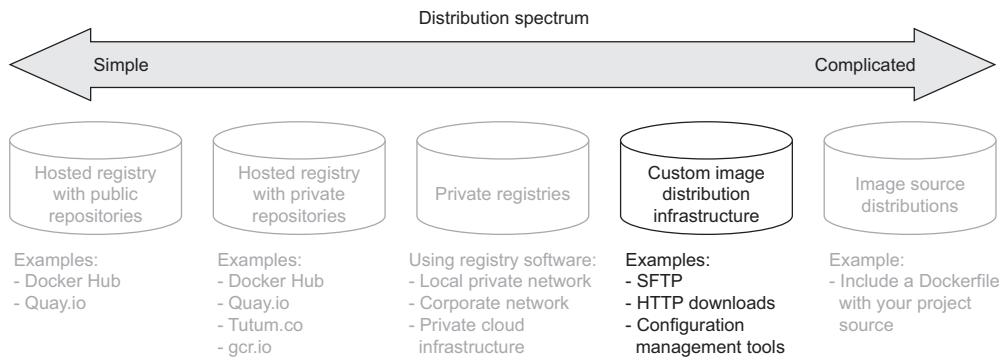 Distribution spectrum
Simple
Complicated
Hosted registry
with public
repositories
Examples:
- Docker Hub
- Quay.io
Hosted registry
with private
repositories
Examples:
- Docker Hub
- Quay.io
- Tutum.co
- gcr.io
Private registries
Using registry software:
- Local private network
- Corporate network
- Private cloud
infrastructure
Custom image
distribution
infrastructure
Examples:
- SFTP
- HTTP downloads
- Configuration
management tools
Image source
distributions
Example:
- Include a Dockerfile
with your project
source